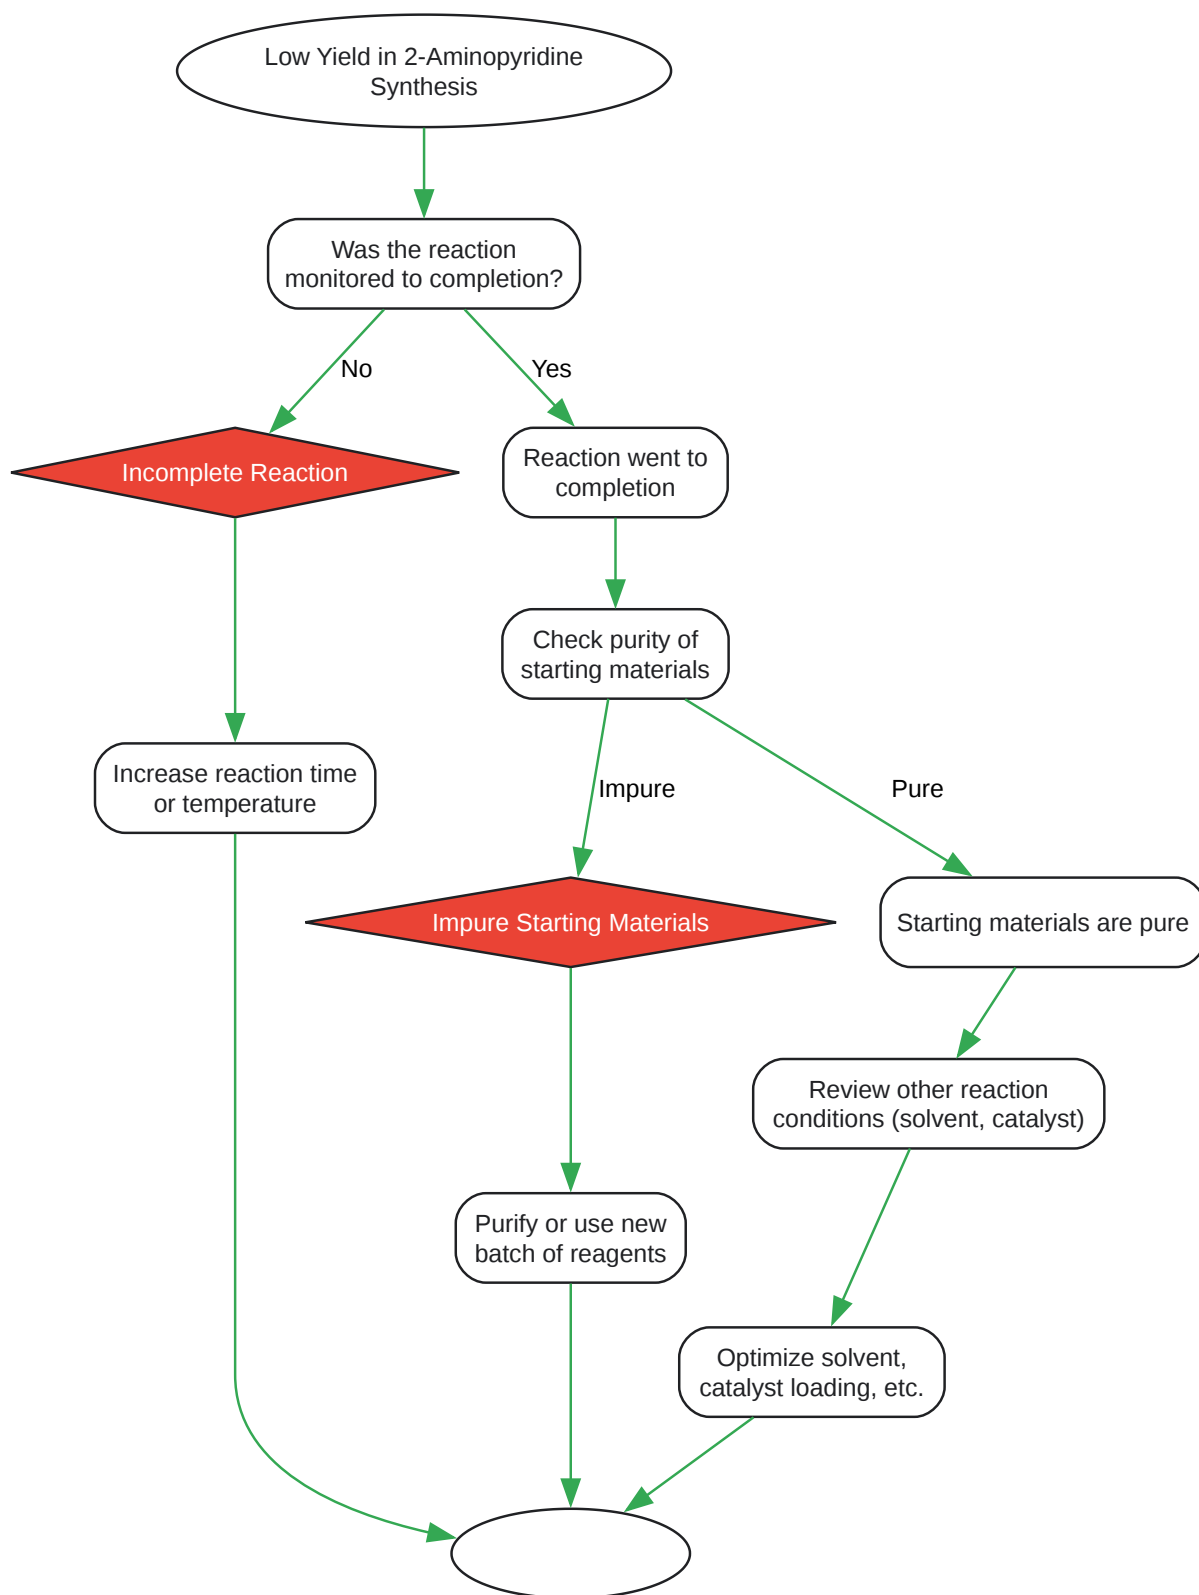 Low Yield in 2-Aminopyridine
Synthesis
Was the reaction
monitored to completion?
No
Yes
Incomplete Reaction
Reaction went to
completion
Check purity of
starting materials
Increase reaction time
or temperature
Impure
Pure
Impure Starting Materials
Starting materials are pure
Review other reaction
conditions (solvent, catalyst)
Purify or use new
batch of reagents
Optimize solvent,
catalyst loading, etc.